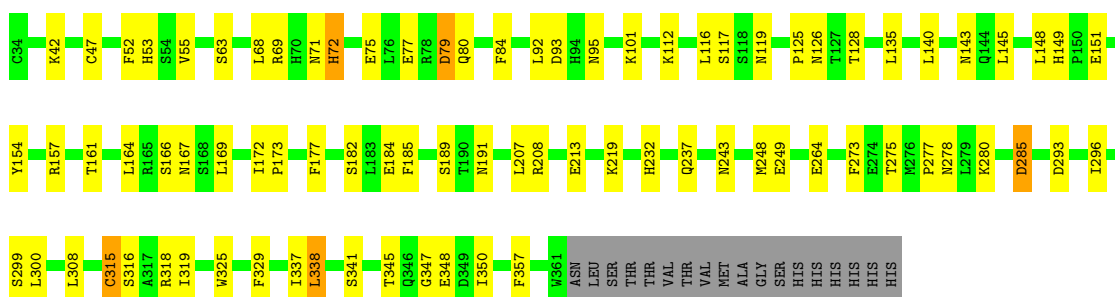 C34 K42 C47 F52 H53 S54 V55 S63 L68 R69 H70 N71 H72 E75 L76 E77 R78 D79 Q80 F84 L92 D93 H94 N95 K101 K112 L116 S117 S118 N119 P125 N126 T127 T128 L135 L140 N143 Q144 L145 L148 H149 P150 E151
Y154 R157 T161 L164 R165 S166 N167 S168 L169 I172 P173 F177 S182 L183 E184 F185 S189 T190 N191 L207 R208 E213 K219 H232 Q237 N243 M248 E249 E264 F273 E274 T275 M276 P277 N278 L279 K280 D285 D293 I296
S299 L300 L308 C315 S316 A317 R318 I319 W325 F329 I337 L338 S341 T345 Q346 G347 E348 D349 I350 F357 W361 ASN LEU SER THR THR VAL THR VAL MET ALA GLY SER HIS HIS HIS HIS HIS HIS